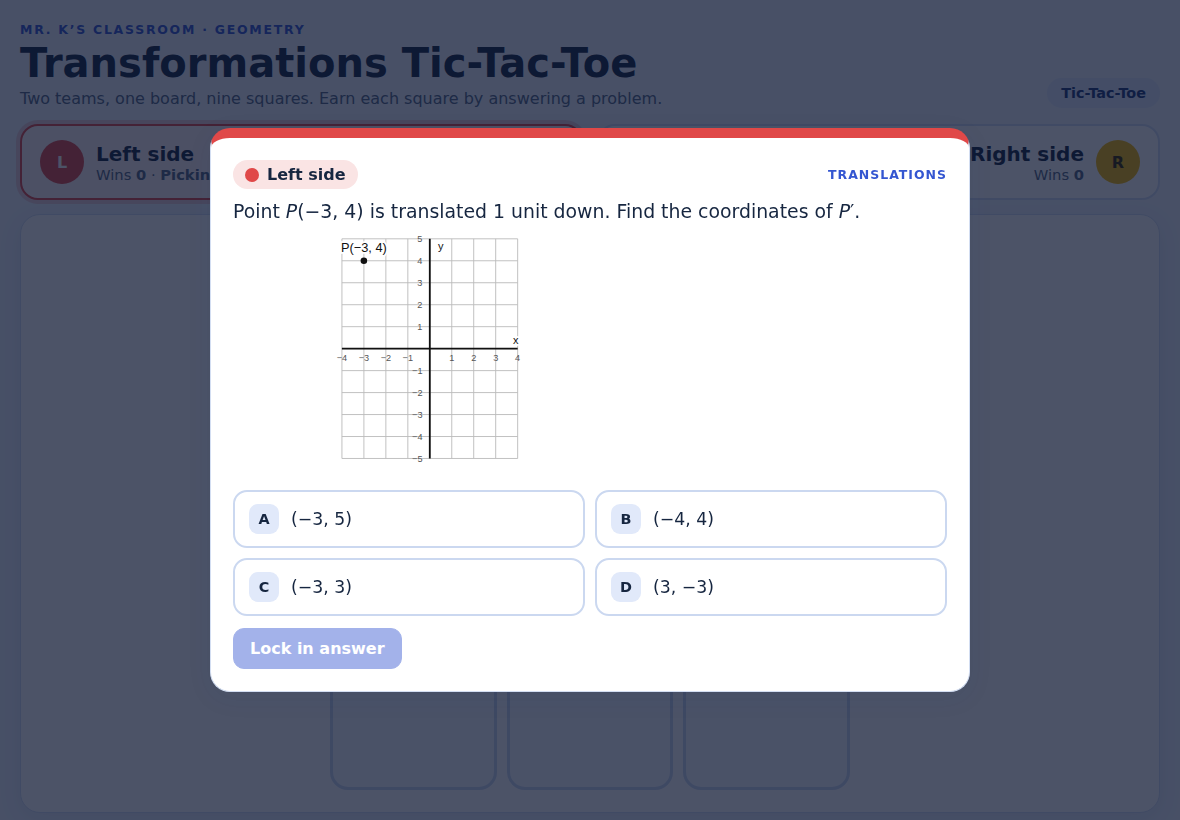 MR. K’S CLASSROOM · GEOMETRY
Transformations Tic-Tac-Toe
Two teams, one board, nine squares. Earn each square by answering a problem.
Tic-Tac-Toe
L
Left side
Wins 0 · Pickin
Right side
Wins 0
R
Left side
TRANSLATIONS
Point P(−3, 4) is translated 1 unit down. Find the coordinates of P′.
P(−3, 4)
y
5
4
3
2
1
x
−4 −3 −2 −1 1 2 3 4
−1
−2
−3
−4
−5
A (−3, 5)
B (−4, 4)
C (−3, 3)
D (3, −3)
Lock in answer